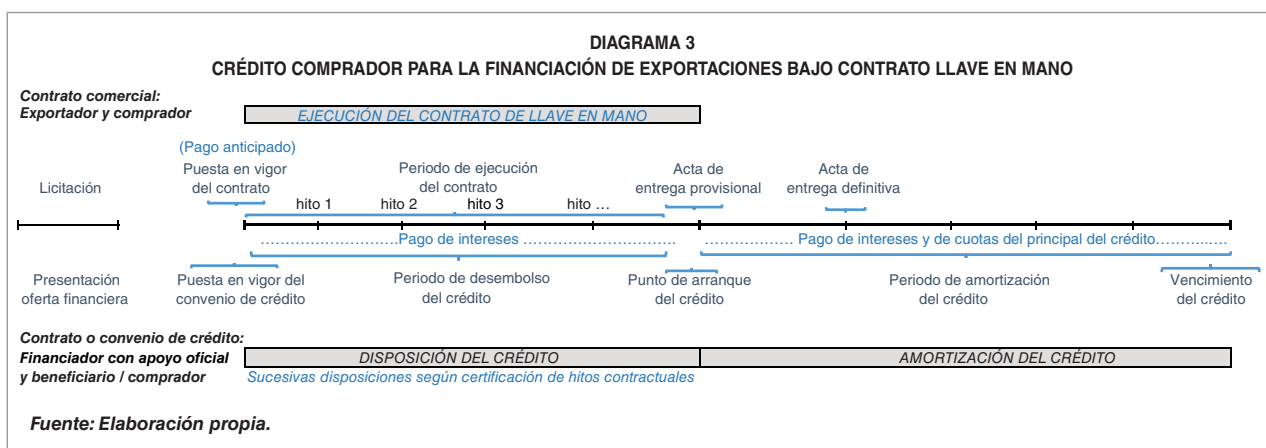 DIAGRAMA 3
CRÉDITO COMPRADOR PARA LA FINANCIACIÓN DE EXPORTACIONES BAJO CONTRATO LLAVE EN MANO
Contrato comercial:
Exportador y comprador
EJECUCIÓN DEL CONTRATO DE LLAVE EN MANO
Licitación
(Pago anticipado)
Puesta en vigor
del contrato
Periodo de ejecución
del contrato
Acta de
entrega provisional
Acta de
entrega definitiva
hito 1 hito 2 hito 3 hito …
……………………………Pago de intereses ……………………………
………………… Pago de intereses y de cuotas del principal del crédito……………
Presentación
oferta financiera
Puesta en vigor del
convenio de crédito
Periodo de desembolso
del crédito
Punto de arranque
del crédito
Periodo de amortización
del crédito
Vencimiento
del crédito
Contrato o convenio de crédito:
Financiador con apoyo oficial
y beneficiario / comprador
DISPOSICIÓN DEL CRÉDITO
AMORTIZACIÓN DEL CRÉDITO
Sucesivas disposiciones según certificación de hitos contractuales
Fuente: Elaboración propia.